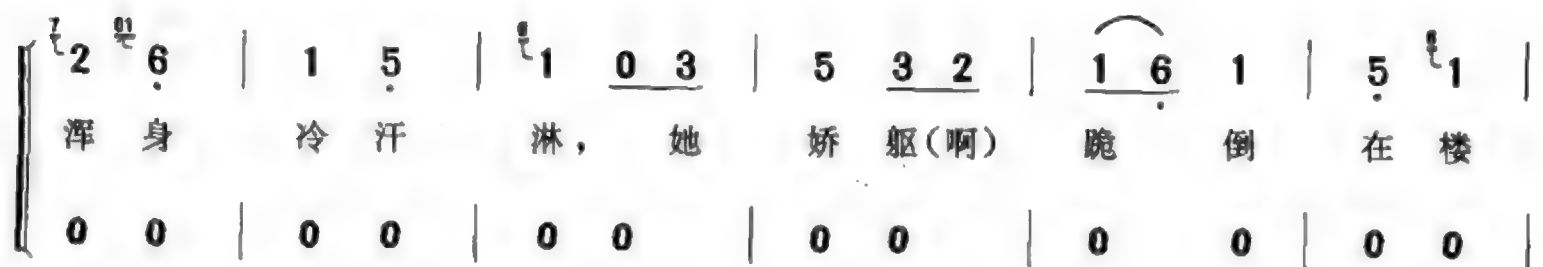 2 6 | 1 5 | 1 0 3 | 5 3 2 | 1 6 1 | 5 1 |
浑 身 冷 汗 淋， 她 娇 躯（啊） 跪 倒 在 楼
0 0 | 0 0 | 0 0 | 0 0 | 0 0 | 0 0 |